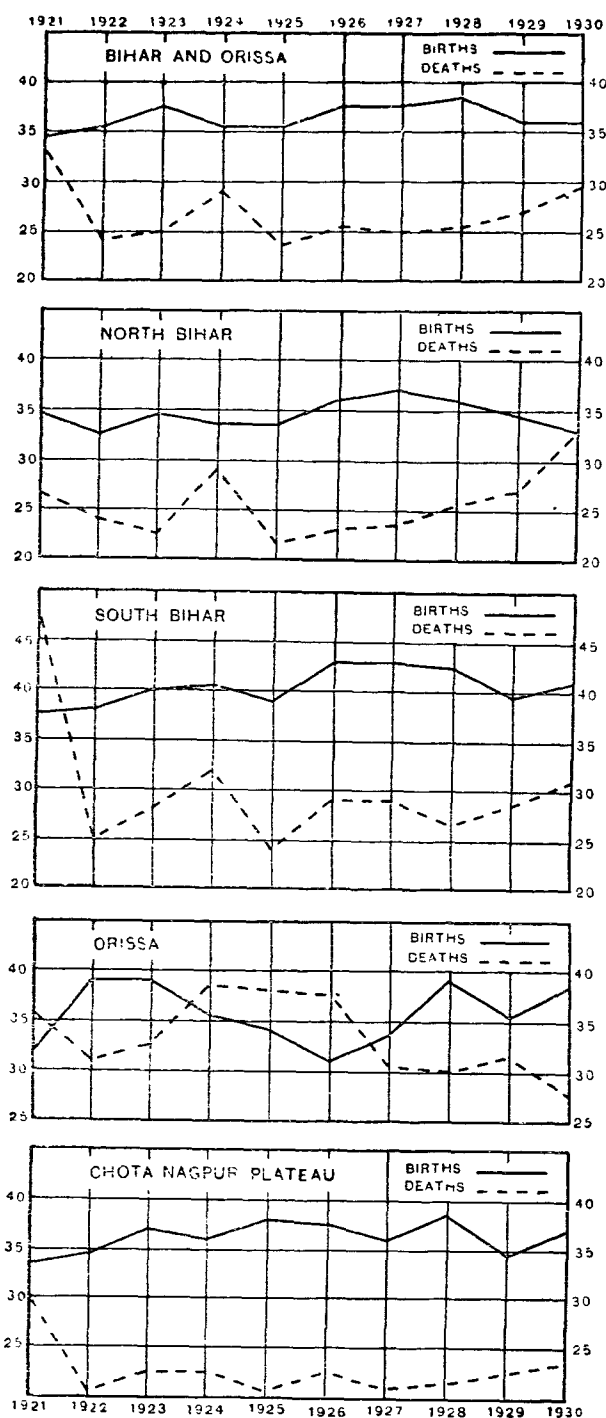 1921 1922 1923 1924 1925 1926 1927 1928 1929 1930
BIHAR AND ORISSA
BIRTHS
DEATHS
40 40
35 35
30 30
25 25
20 20
NORTH BIHAR
BIRTHS
DEATHS
40 40
35 35
30 30
25 25
20 20
SOUTH BIHAR
BIRTHS
DEATHS
45 45
40 40
35 35
30 30
25 25
20 20
ORISSA
BIRTHS
DEATHS
40 40
35 35
30 30
25 25
CHOTA NAGPUR PLATEAU
BIRTHS
DEATHS
40 40
35 35
30 30
25 25
1921 1922 1923 1924 1925 1926 1927 1928 1929 1930